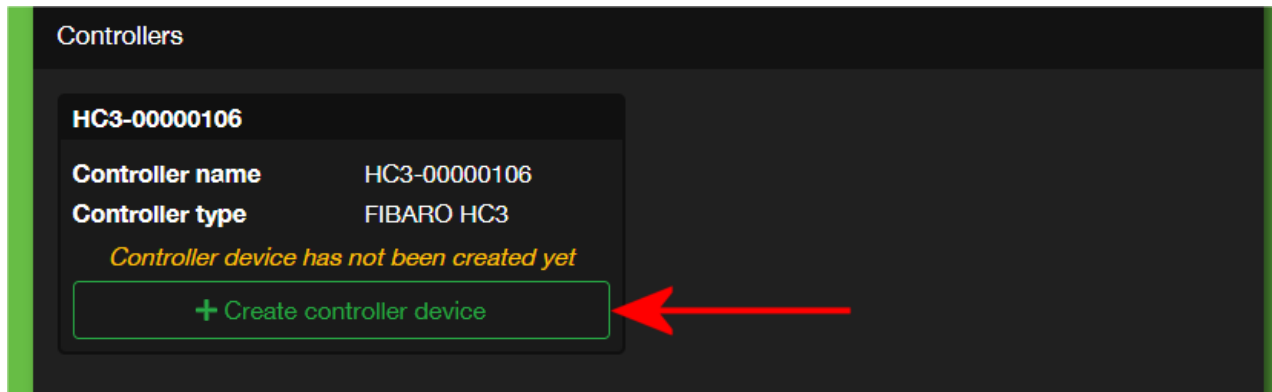 Controllers
HC3-00000106
Controller name HC3-00000106
Controller type FIBARO HC3
Controller device has not been created yet
+ Create controller device